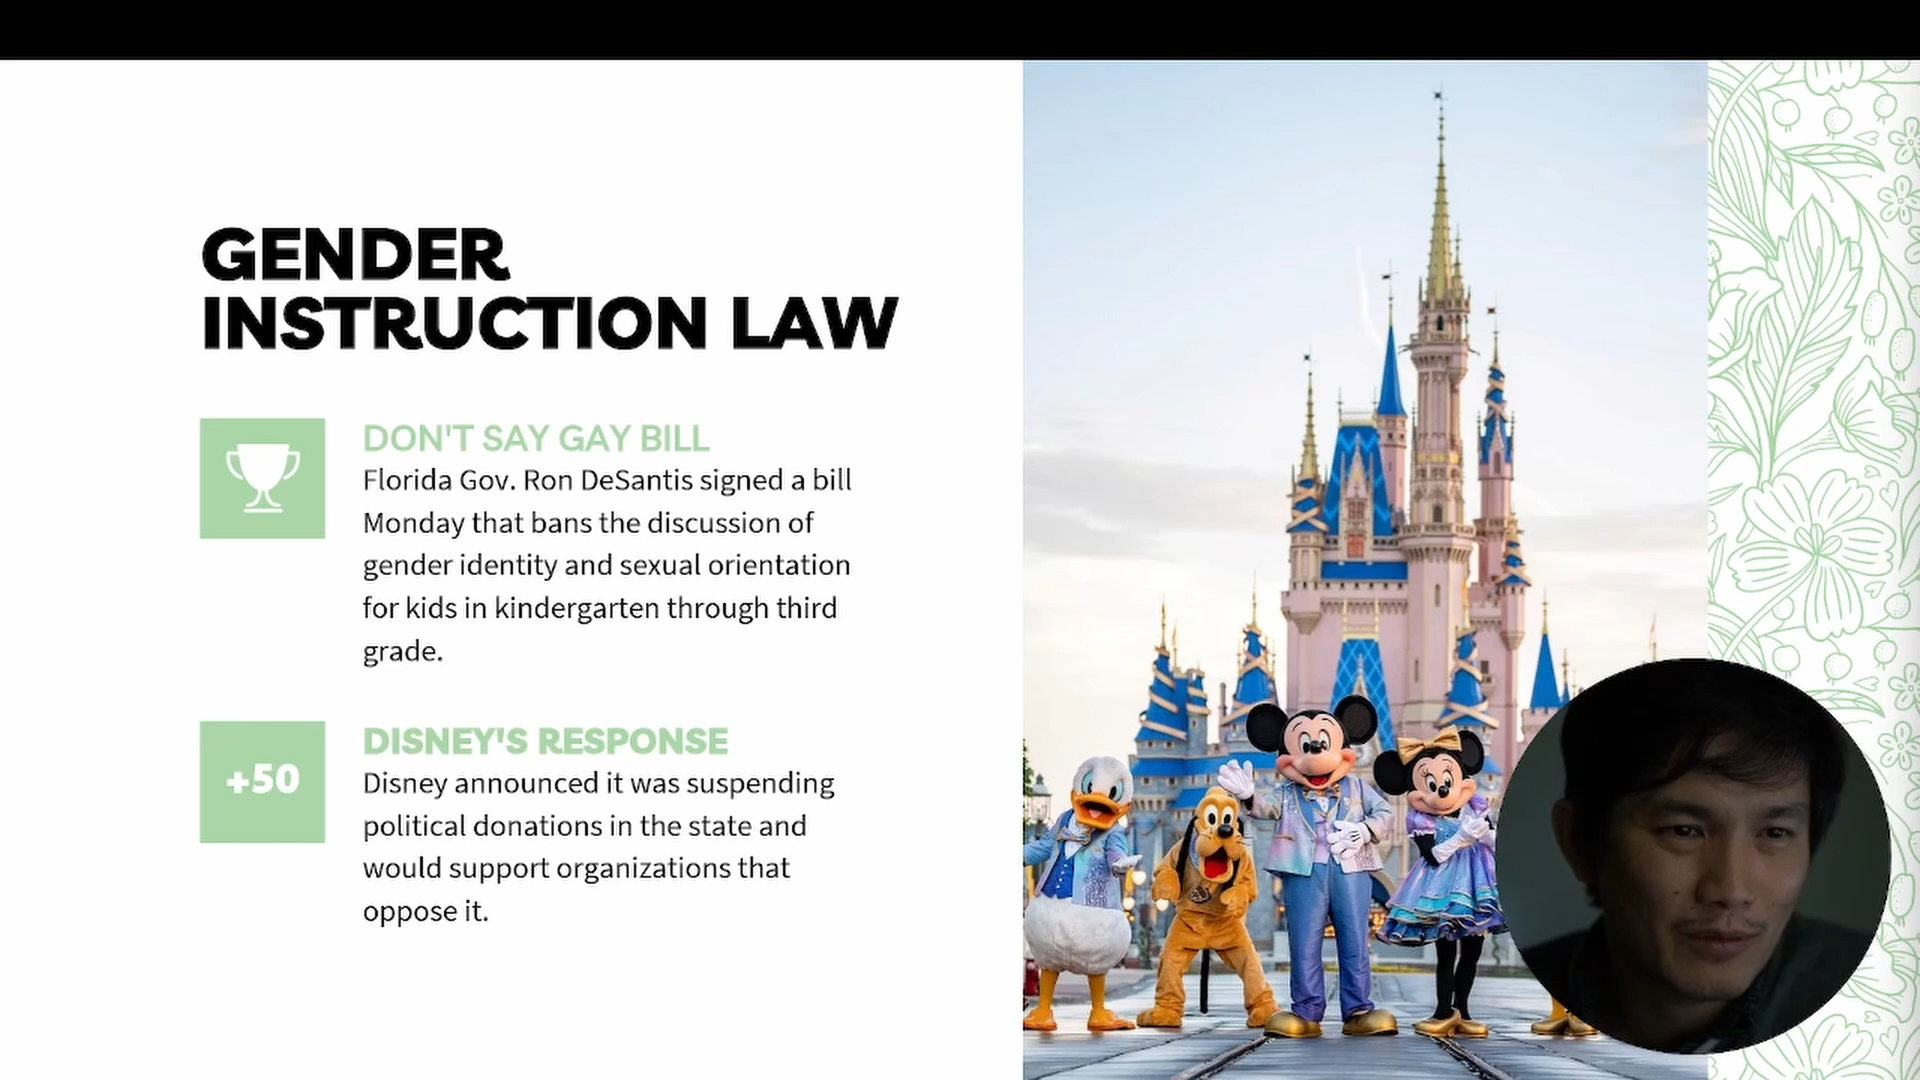 GENDER
INSTRUCTION LAW
DON'T SAY GAY BILL
Florida Gov. Ron DeSantis signed a bill
Monday that bans the discussion of
gender identity and sexual orientation
for kids in kindergarten through third
grade.
+50
DISNEY'S RESPONSE
Disney announced it was suspending
political donations in the state and
would support organizations that
oppose it.